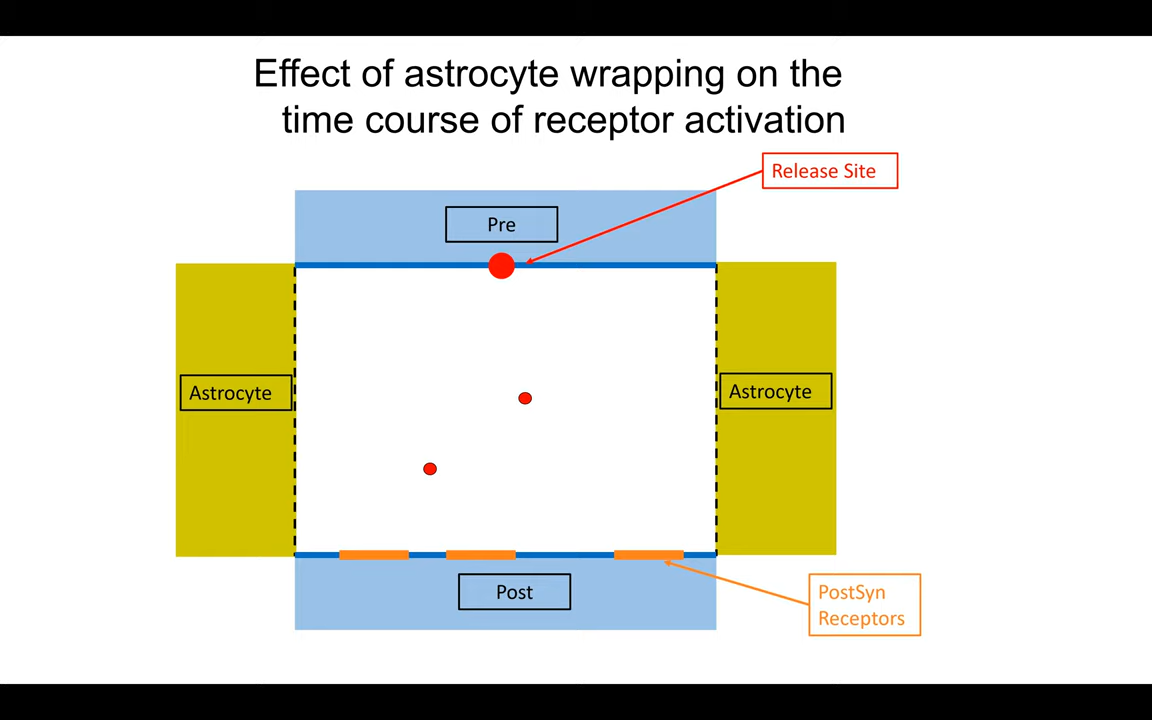 Effect of astrocyte wrapping on the
time course of receptor activation
Release Site
Pre
Astrocyte
Astrocyte
Post
PostSyn
Receptors